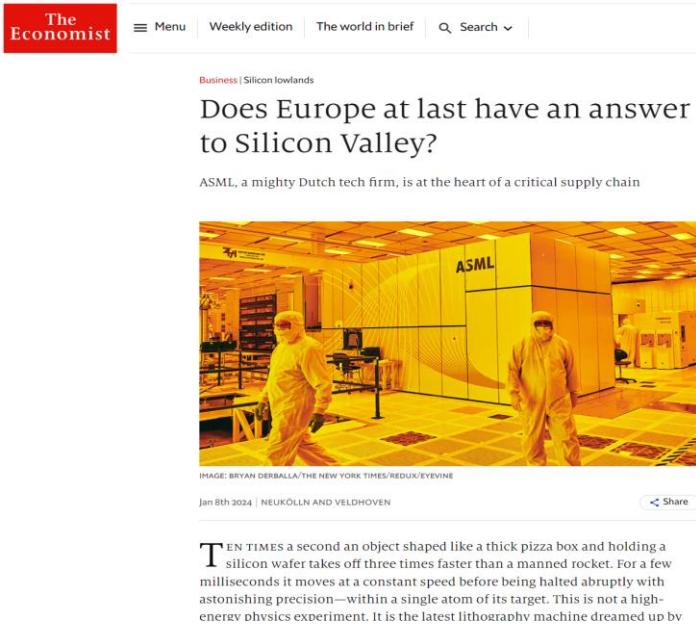 The
Economist
Menu
Weekly edition
The world in brief
Search
Business | Silicon lowlands
Does Europe at last have an answer
to Silicon Valley?
ASML, a mighty Dutch tech firm, is at the heart of a critical supply chain
ASML
IMAGE: BRYAN DERBALLA/THE NEW YORK TIMES/REDUX/EYEVINE
Jan 8th 2024 | NEUKÖLLN AND VELDHOVEN
Share
TEN TIMES a second an object shaped like a thick pizza box and holding a
silicon wafer takes off three times faster than a manned rocket. For a few
milliseconds it moves at a constant speed before being halted abruptly with
astonishing precision—within a single atom of its target. This is not a high-
energy physics experiment. It is the latest lithography machine dreamed up by